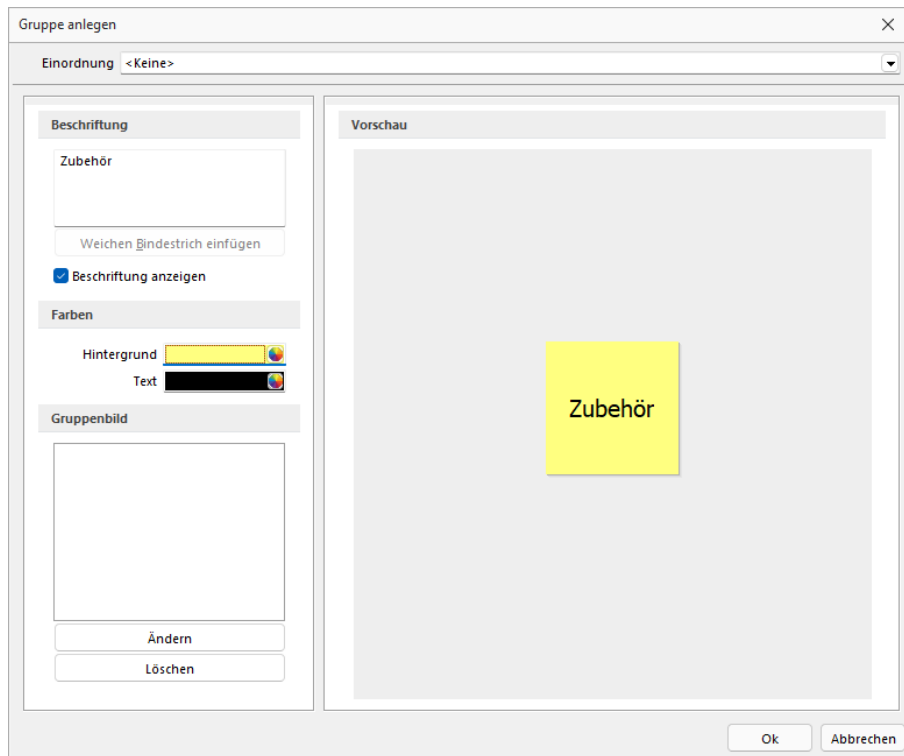 Gruppe anlegen
Einordnung <Keine>
Beschriftung
Zubehör
Weichen Bindestrich einfügen
Beschriftung anzeigen
Farben
Hintergrund
Text
Gruppenbild
Ändern
Löschen
Vorschau
Zubehör
Ok Abbrechen